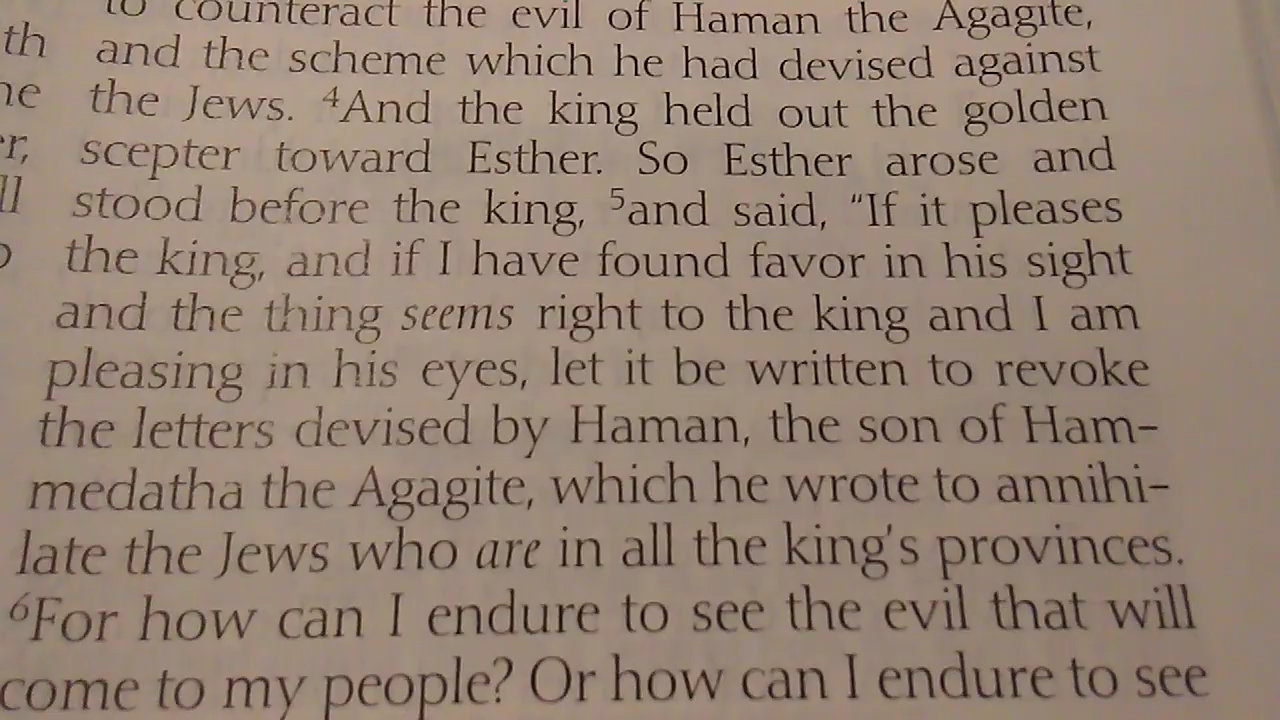 to counteract the evil of Haman the Agagite,
th and the scheme which he had devised against
the Jews. ⁴And the king held out the golden
scepter toward Esther. So Esther arose and
stood before the king, ⁵and said, “If it pleases
the king, and if I have found favor in his sight
and the thing seems right to the king and I am
pleasing in his eyes, let it be written to revoke
the letters devised by Haman, the son of Ham-
medatha the Agagite, which he wrote to annihi-
late the Jews who are in all the king's provinces.
⁶For how can I endure to see the evil that will
come to my people? Or how can I endure to see